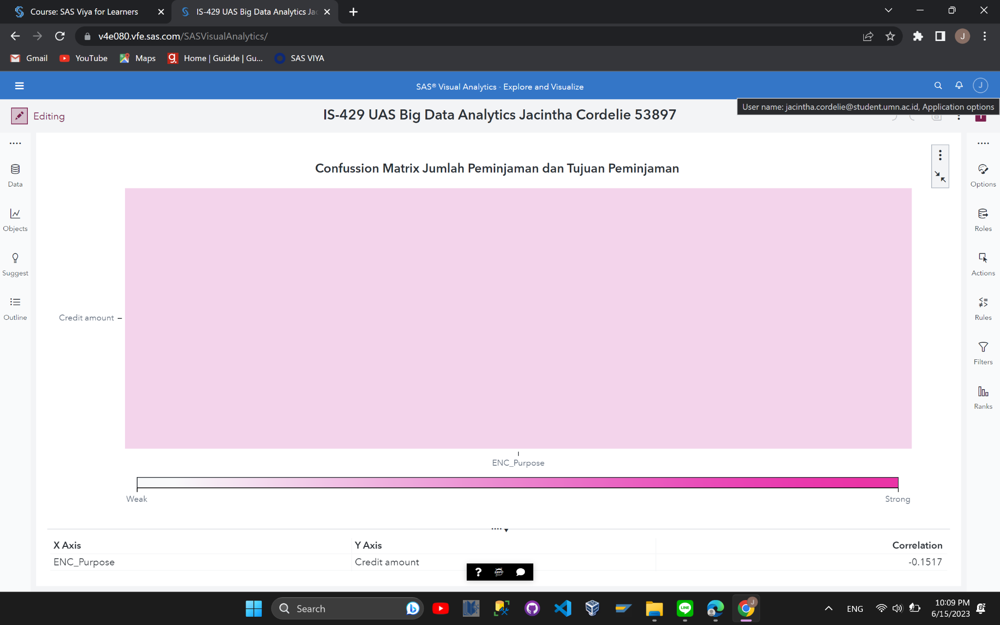 Course: SAS Viya for Learners
IS-429 UAS Big Data Analytics Jac
v4e080.vfe.sas.com/SASVisualAnalytics/
J
Gmail
YouTube
Maps
g.
Home | Guidde | Gu...
SAS VIYA
SAS® Visual Analytics - Explore and Visualize
J
Editing
IS-429 UAS Big Data Analytics Jacintha Cordelie 53897
User name: jacintha.cordelie@student.umn.ac.id, Application options
Data
Objects
Suggest
Outline
Confussion Matrix Jumlah Peminjaman dan Tujuan Peminjaman
Credit amount
ENC_Purpose
Weak
Strong
Options
Roles
Actions
Rules
Filters
Ranks
X Axis Y Axis Correlation
ENC_Purpose Credit amount -0.1517
?
jupyter
Search
LINE
J
ENG
10:09 PM
6/15/2023